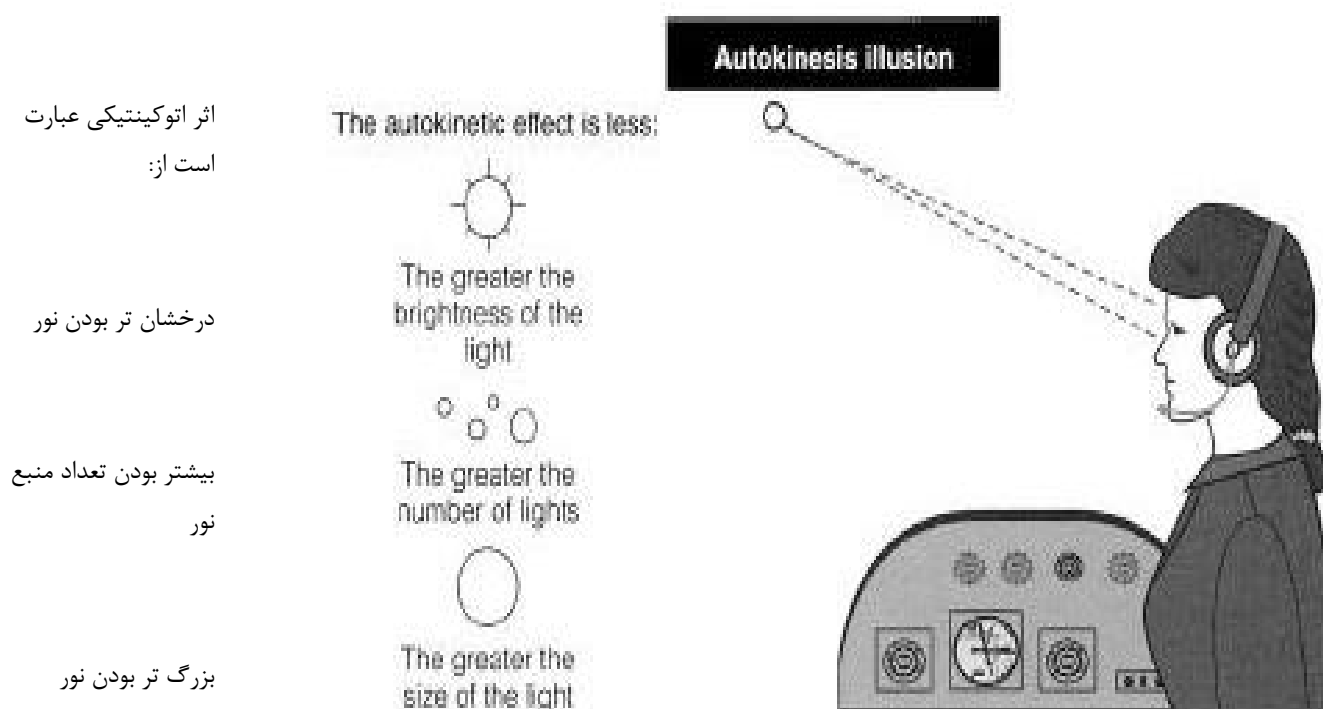 Autokinesis illusion
اثر اتوکینتیکی عبارت
است از:
The autokinetic effect is less:
The greater the
brightness of the
light
درخشان تر بودن نور
The greater the
number of lights
بیشتر بودن تعداد منبع
نور
The greater the
size of the light
بزرگ تر بودن نور